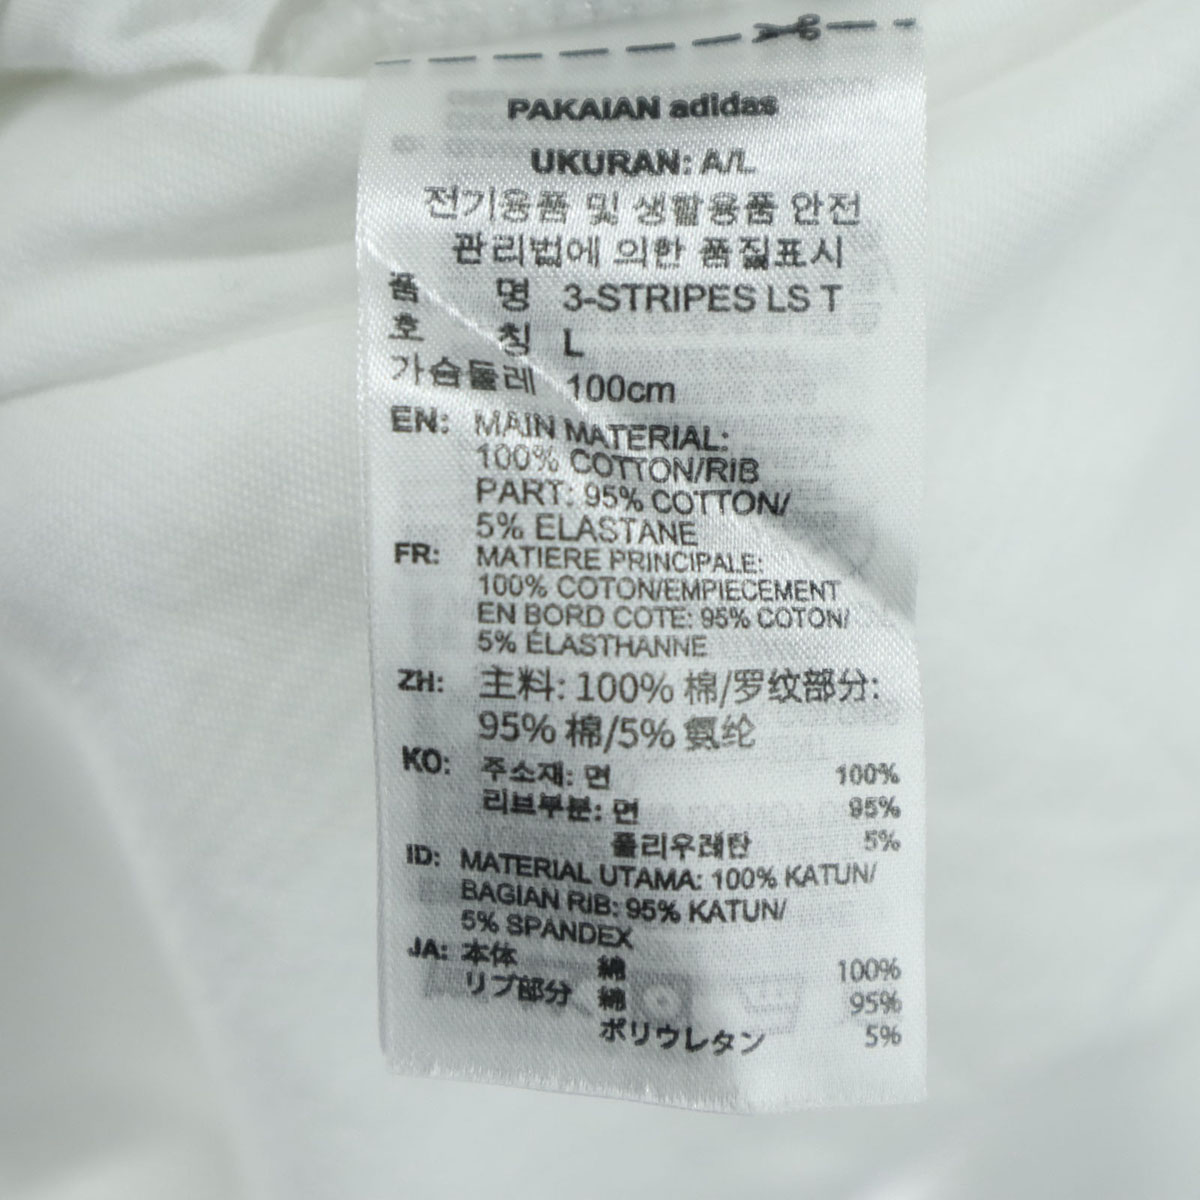 PAKAIAN adidas
UKURAN: A/L
전기용품 및 생활용품 안전
관리법에 의한 품질표시
품 명 3-STRIPES LS T
호 칭 L
가슴둘레 100cm
EN: MAIN MATERIAL:
100% COTTON/RIB
PART: 95% COTTON/
5% ELASTANE
FR: MATIERE PRINCIPALE:
100% COTON/EMPIECEMENT
EN BORD COTE: 95% COTON/
5% ÉLASTHANNE
ZH: 主料: 100% 棉/罗纹部分:
95% 棉/5% 氨纶
KO: 주소재: 면 100%
리브부분: 면 95%
폴리우레탄 5%
ID: MATERIAL UTAMA: 100% KATUN/
BAGIAN RIB: 95% KATUN/
5% SPANDEX
JA: 本体 綿 100%
リブ部分 綿 95%
ポリウレタン 5%